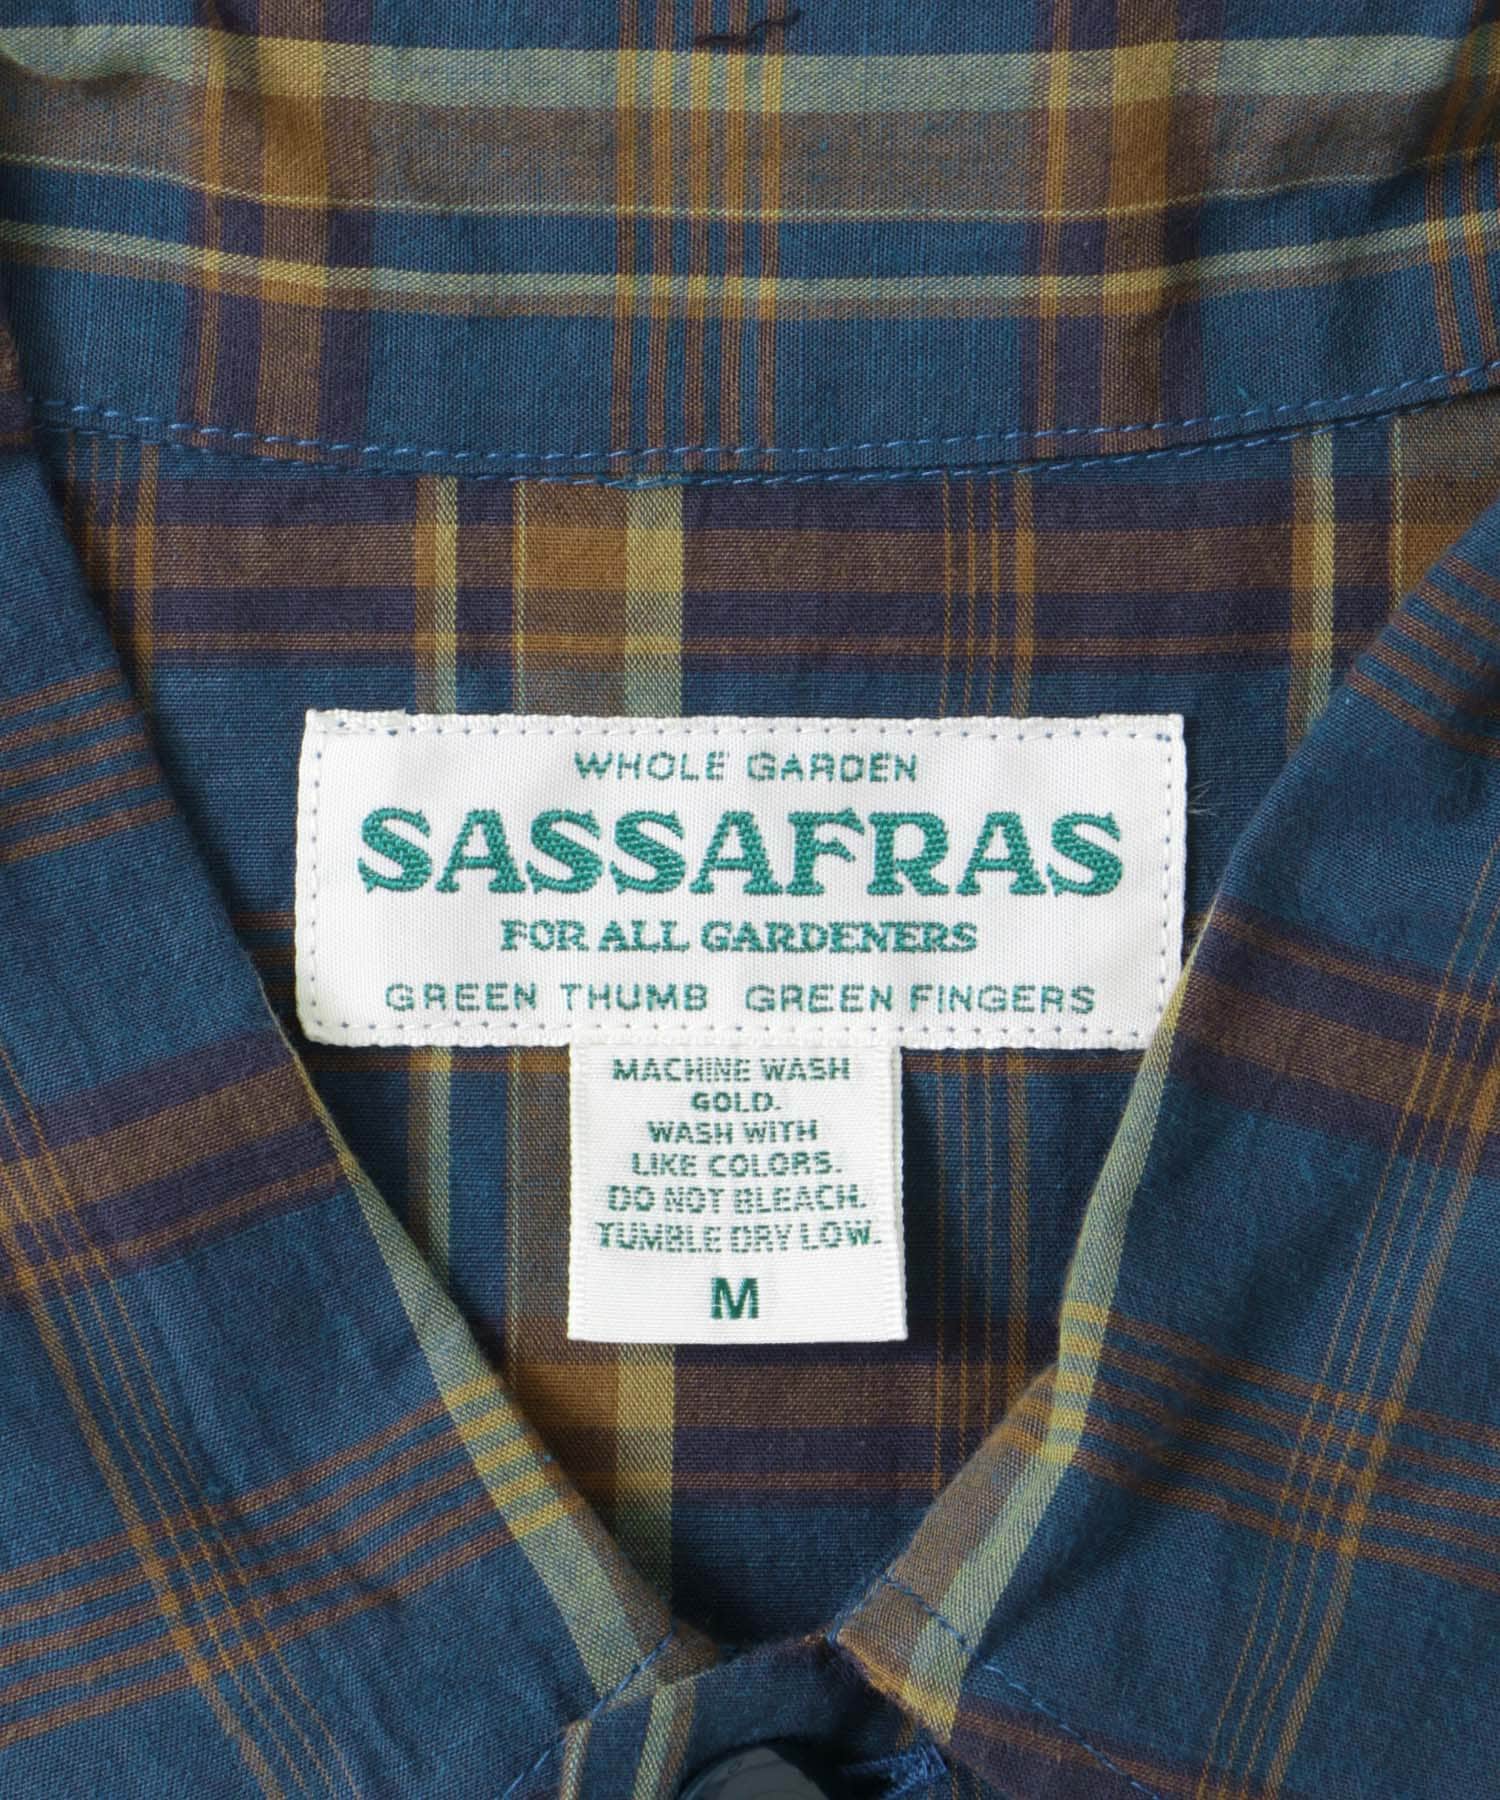 WHOLE GARDEN
SASSAFRAS
FOR ALL GARDENERS
GREEN THUMB GREEN FINGERS
MACHINE WASH
GOLD.
WASH WITH
LIKE COLORS.
DO NOT BLEACH.
TUMBLE DRY LOW.
M